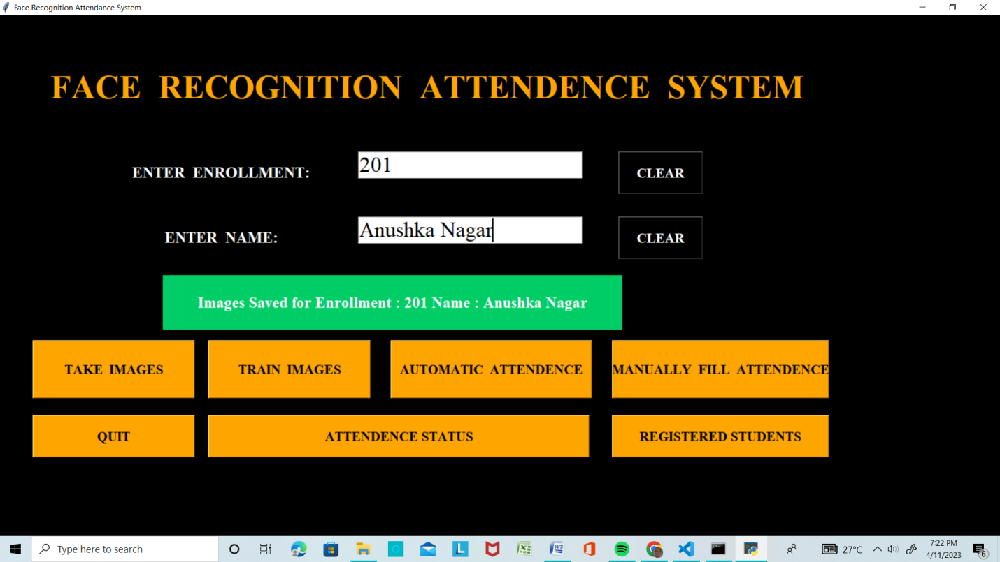 Face Recognition Attendance System
FACE RECOGNITION ATTENDENCE SYSTEM
ENTER ENROLLMENT: 201 CLEAR
ENTER NAME: Anushka Nagar CLEAR
Images Saved for Enrollment : 201 Name : Anushka Nagar
TAKE IMAGES TRAIN IMAGES AUTOMATIC ATTENDENCE MANUALLY FILL ATTENDENCE
QUIT ATTENDENCE STATUS REGISTERED STUDENTS
Type here to search L 27°C 7:22 PM
4/11/2023 6